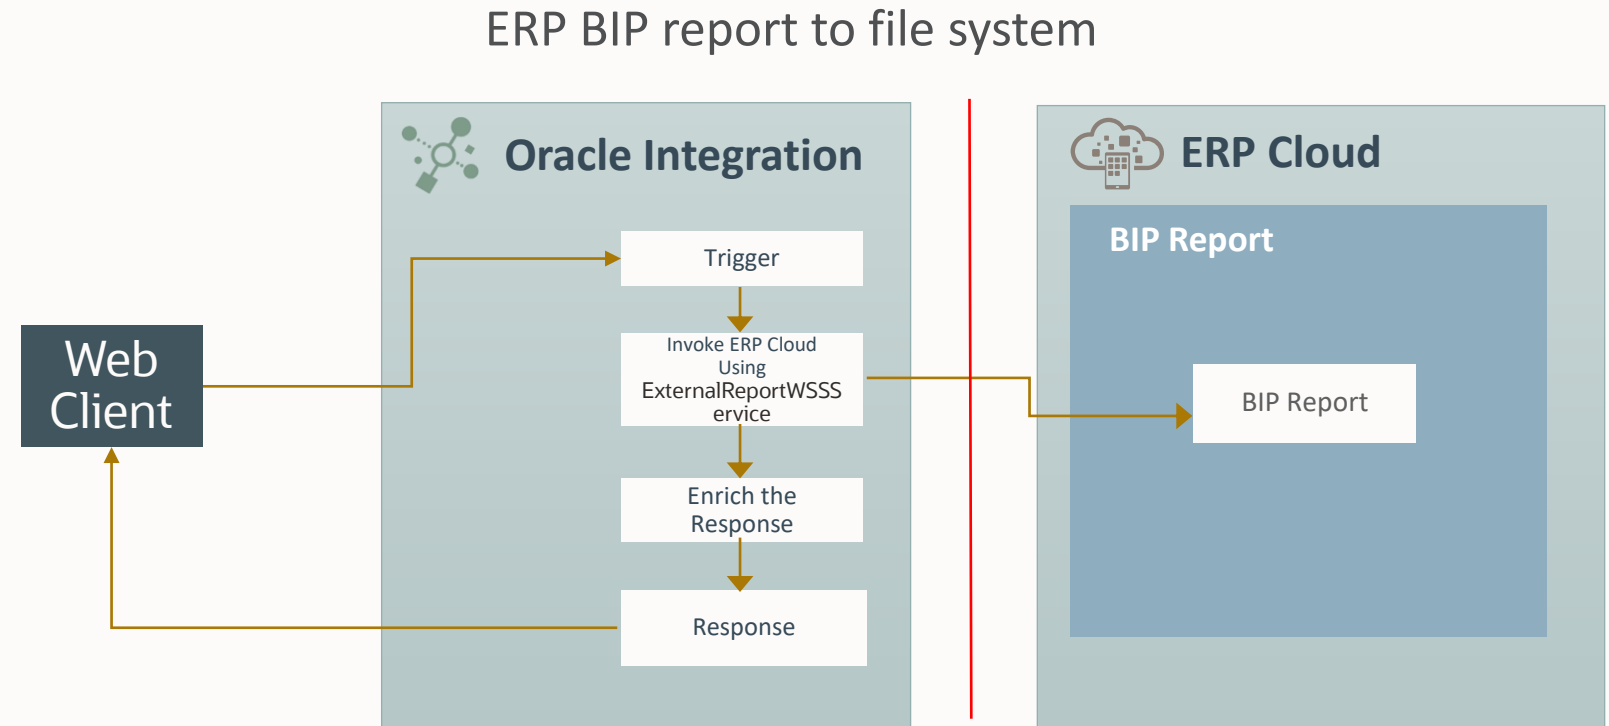 ERP BIP report to file system
Oracle Integration
ERP Cloud
BIP Report
Trigger
Web
Client
Invoke ERP Cloud
Using
ExternalReportWSSS
ervice
BIP Report
Enrich the
Response
Response